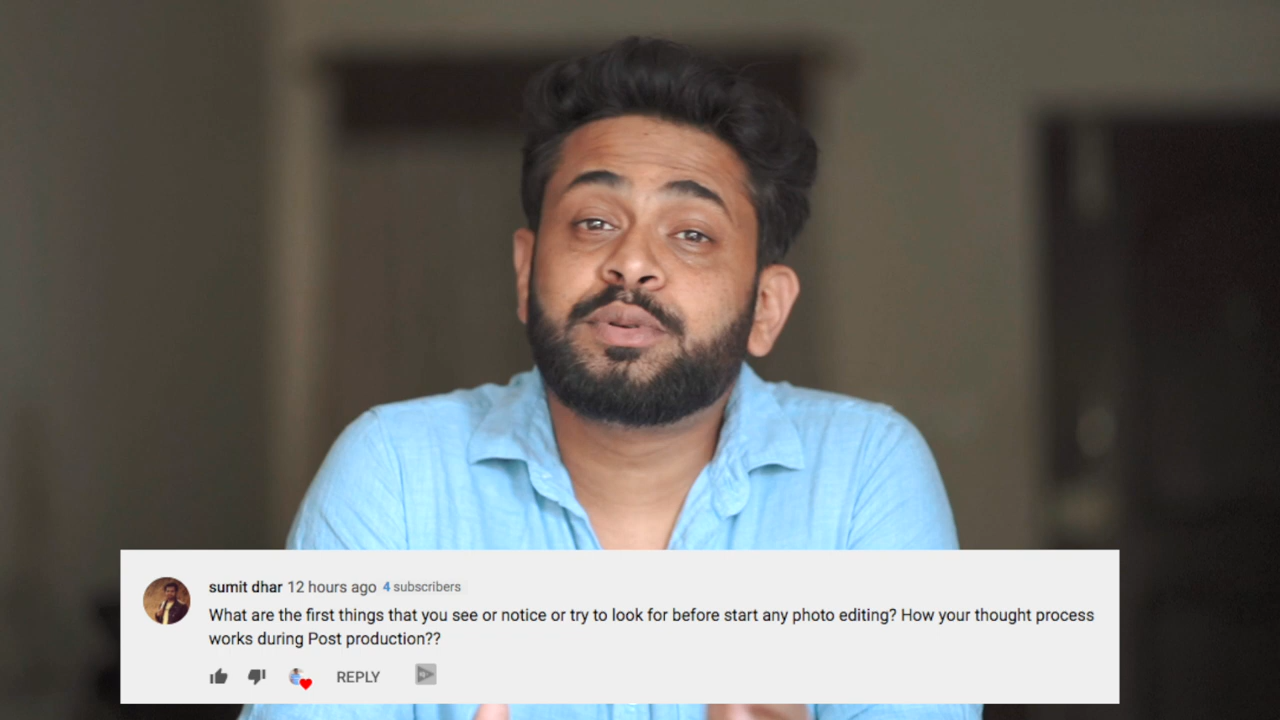 sumit dhar 12 hours ago 4 subscribers
What are the first things that you see or notice or try to look for before start any photo editing? How your thought process
works during Post production??
REPLY